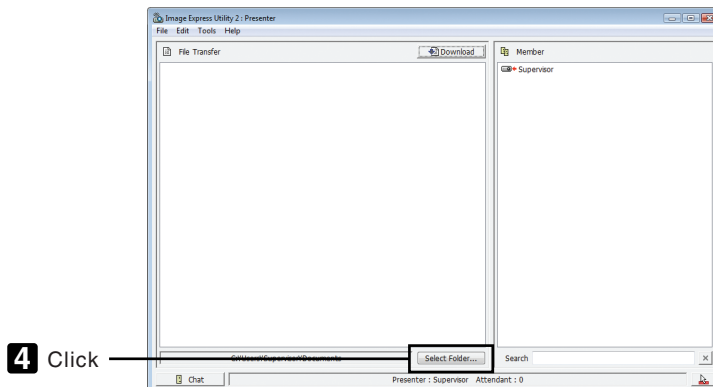 Image Express Utility 2 : Presenter
File Edit Tools Help
File Transfer
Download
Member
Supervisor
4 Click
Select Folder...
Search
Chat
Presenter : Supervisor Attendant : 0